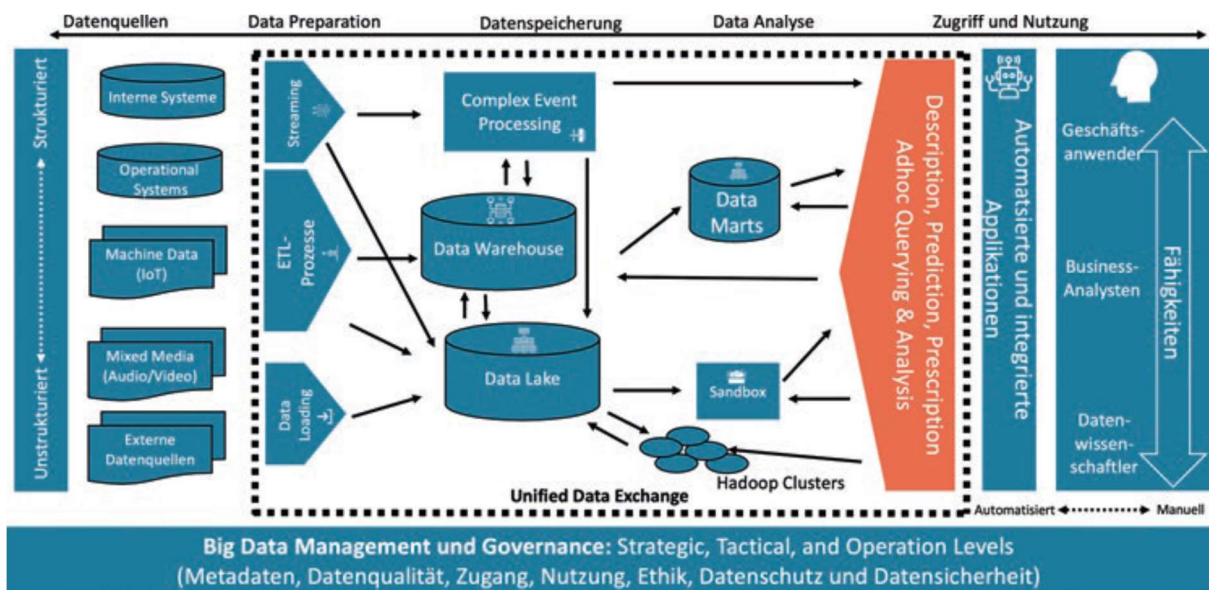 Datenquellen
Data Preparation
Datenspeicherung
Data Analyse
Zugriff und Nutzung
Strukturiert
Unstrukturiert
Interne Systeme
Operational
Systems
Machine Data
(IoT)
Mixed Media
(Audio/Video)
Externe
Datenquellen
Streaming
ETL-
Prozesse
Data
Loading
Complex Event
Processing
Data Warehouse
Data Lake
Data
Marts
Sandbox
Hadoop Clusters
Unified Data Exchange
Description, Prediction, Prescription
Adhoc Querying & Analysis
Automatsierte und integrierte
Applikationen
Geschäfts-
anwender
Business-
Analysten
Daten-
wissen-
schaftler
Fähigkeiten
Automatisiert
Manuell
Big Data Management und Governance: Strategic, Tactical, and Operation Levels
(Metadaten, Datenqualität, Zugang, Nutzung, Ethik, Datenschutz und Datensicherheit)